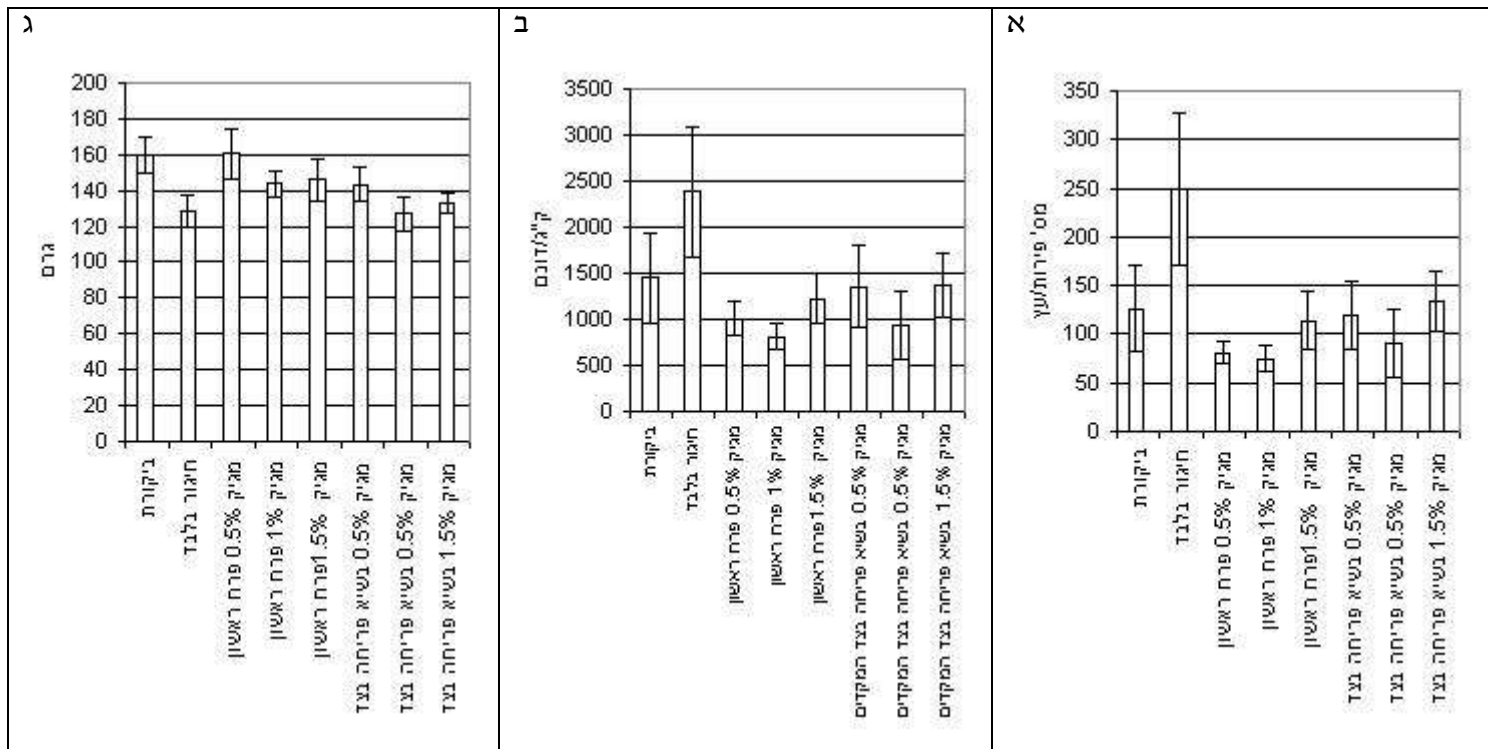 א
350
300
250
200
150
100
50
0
מס' פירות/עץ
ביקורת
חיגור בלבד
מגיק 0.5% פרח ראשון
מגיק 1% פרח ראשון
מגיק 1.5%פרח ראשון
מגיק 0.5% בשיא פריחה בצד
מגיק 0.5% בשיא פריחה בצד
מגיק 1.5% בשיא פריחה בצד
ב
3500
3000
2500
2000
1500
1000
500
0
ק"ג/דונם
ביקורת
חיגור בלבד
מגיק 0.5% פרח ראשון
מגיק 1% פרח ראשון
מגיק 1.5%פרח ראשון
מגיק 0.5% בשיא פריחה בצד המקדים
מגיק 0.5% בשיא פריחה בצד המקדים
מגיק 1.5% בשיא פריחה בצד המקדים
ג
200
180
160
140
120
100
80
60
40
20
0
גרם
ביקורת
חיגור בלבד
מגיק 0.5% פרח ראשון
מגיק 1% פרח ראשון
מגיק 1.5%פרח ראשון
מגיק 0.5% בשיא פריחה בצד
מגיק 0.5% בשיא פריחה בצד
מגיק 1.5% בשיא פריחה בצד